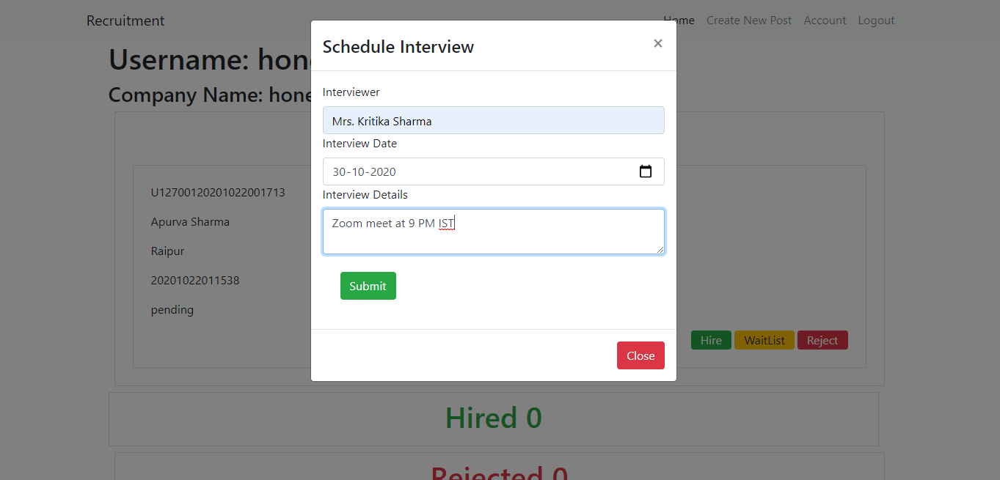 Recruitment
Home Create New Post Account Logout
Schedule Interview ×
Username:
Company Name:
Interviewer
Mrs. Kritika Sharma
Interview Date
30-10-2020
Interview Details
Zoom meet at 9 PM IST
Submit
Close
U12700120201022001713
Apurva Sharma
Raipur
20201022011538
pending
Hire WaitList Reject
Hired 0
Rejected 0